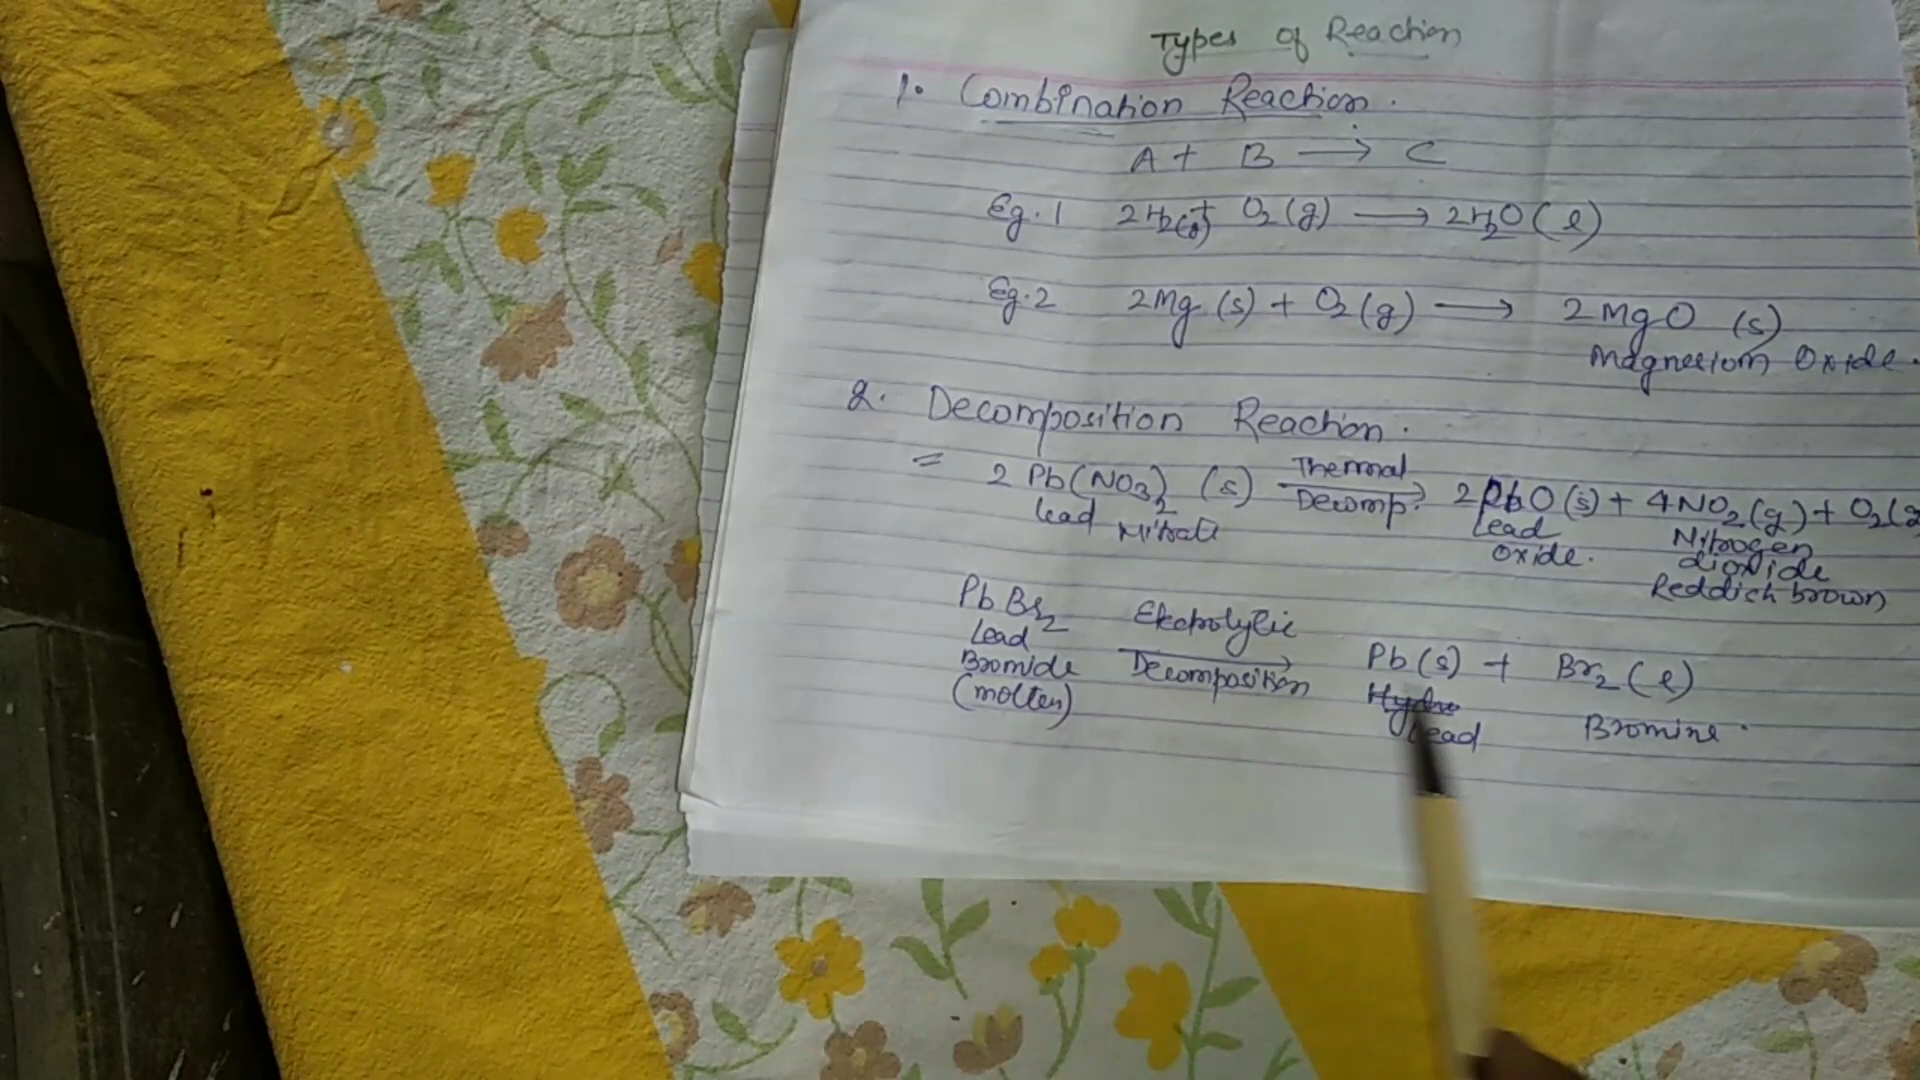 Types of Reaction
1. Combination Reaction.
A + B ⟶ C
Eg. 1 2H₂(g) + O₂(g) ⟶ 2H₂O(l)
Eg. 2 2Mg(s) + O₂(g) ⟶ 2MgO (s)
Magnesium Oxide.
2. Decomposition Reaction.
= 2 Pb(NO₃)₂ (s) Thermal Decomp. ⟶ 2PbO(s) + 4NO₂(g) + O₂(g
Lead Nitrate Lead Oxide. Nitrogen dioxide
Reddish brown
PbBr₂ Electrolytic Decomposition ⟶ Pb(s) + Br₂(l)
Lead Bromide (molten) Lead Bromine.